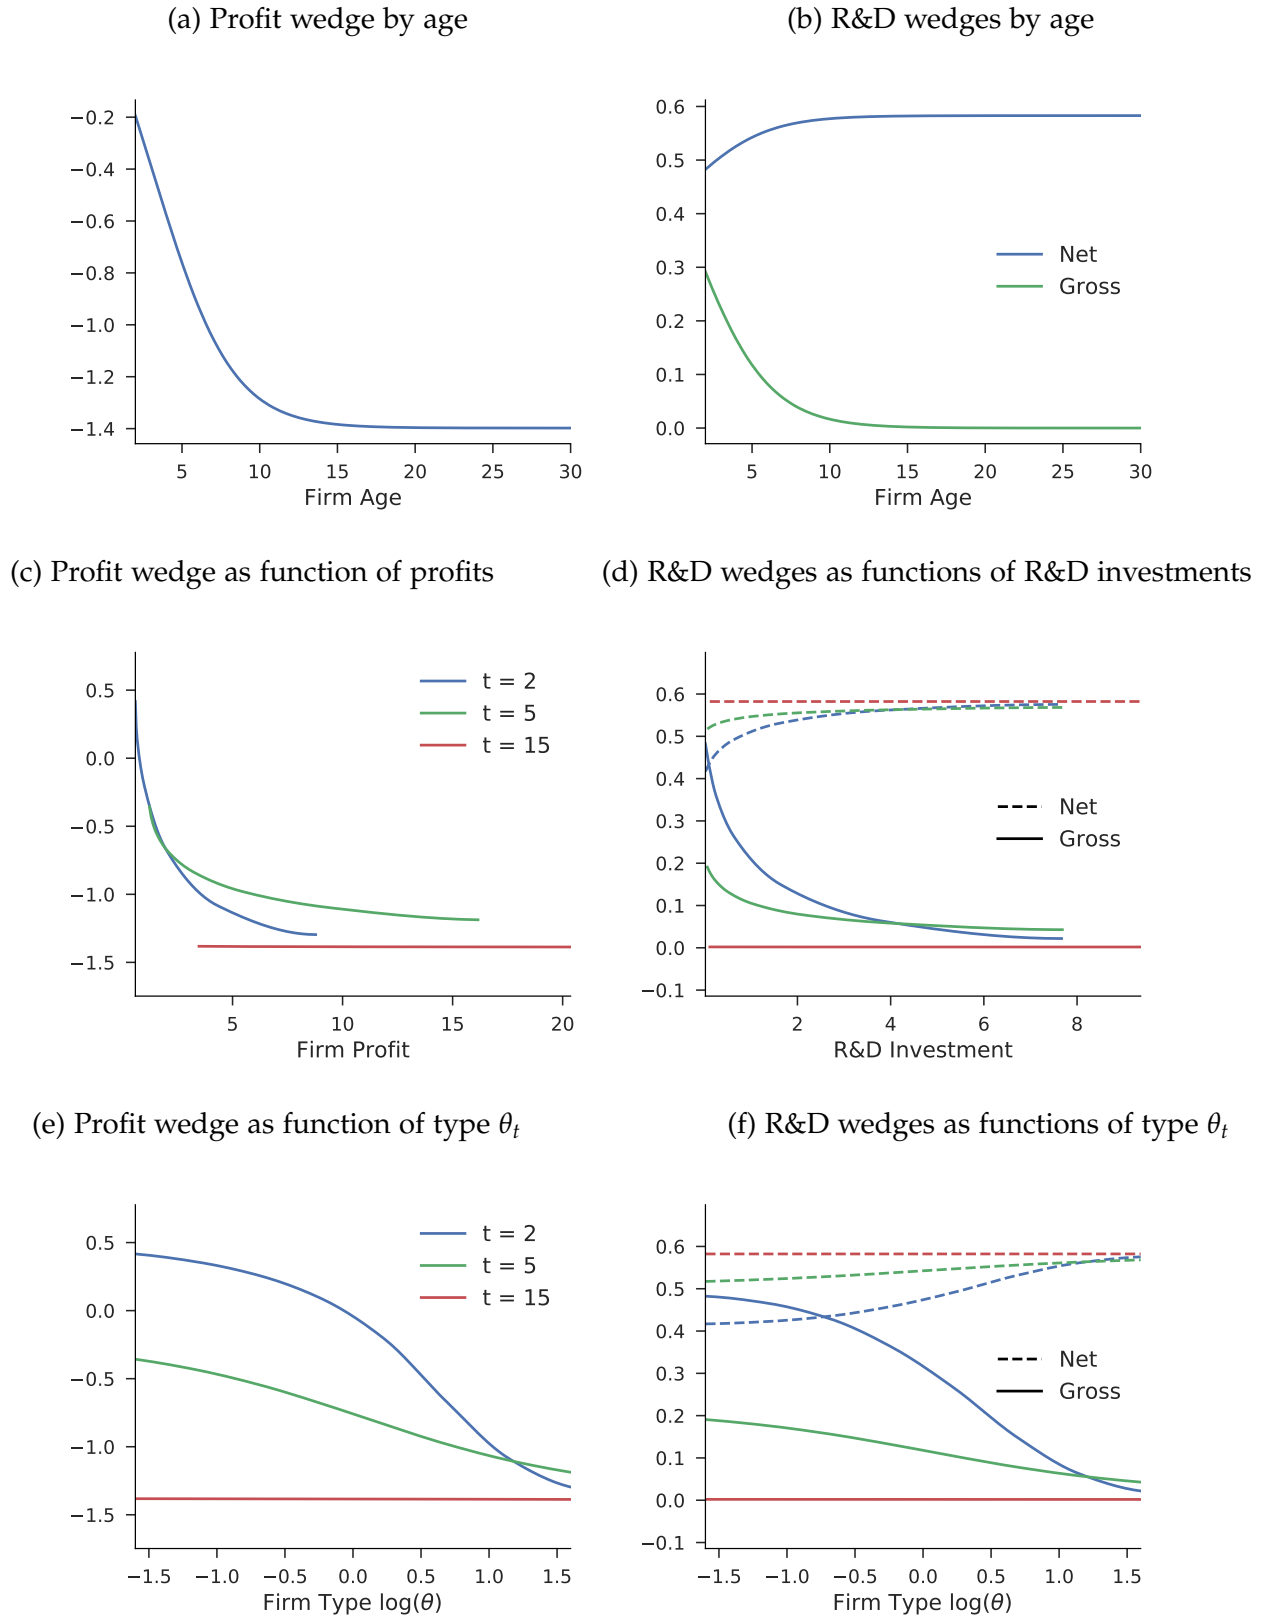 (a) Profit wedge by age
−0.2
−0.4
−0.6
−0.8
−1.0
−1.2
−1.4
5 10 15 20 25 30
Firm Age
(b) R&D wedges by age
0.6
0.5
0.4
0.3
0.2
0.1
0.0
Net
Gross
5 10 15 20 25 30
Firm Age
(c) Profit wedge as function of profits
0.5
0.0
−0.5
−1.0
−1.5
t = 2
t = 5
t = 15
5 10 15 20
Firm Profit
(d) R&D wedges as functions of R&D investments
0.6
0.5
0.4
0.3
0.2
0.1
0.0
−0.1
Net
Gross
2 4 6 8
R&D Investment
(e) Profit wedge as function of type θt
0.5
0.0
−0.5
−1.0
−1.5
t = 2
t = 5
t = 15
−1.5 −1.0 −0.5 0.0 0.5 1.0 1.5
Firm Type log(θ)
(f) R&D wedges as functions of type θt
0.6
0.5
0.4
0.3
0.2
0.1
0.0
−0.1
Net
Gross
−1.5 −1.0 −0.5 0.0 0.5 1.0 1.5
Firm Type log(θ)